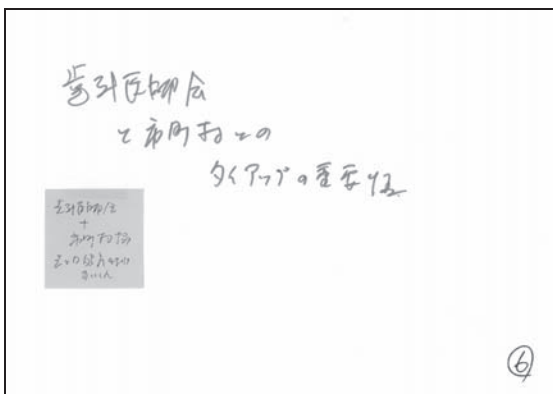 歯科医師会
と市町村との
タイアップの重要性
歯科医師会
+
市町村
⑥